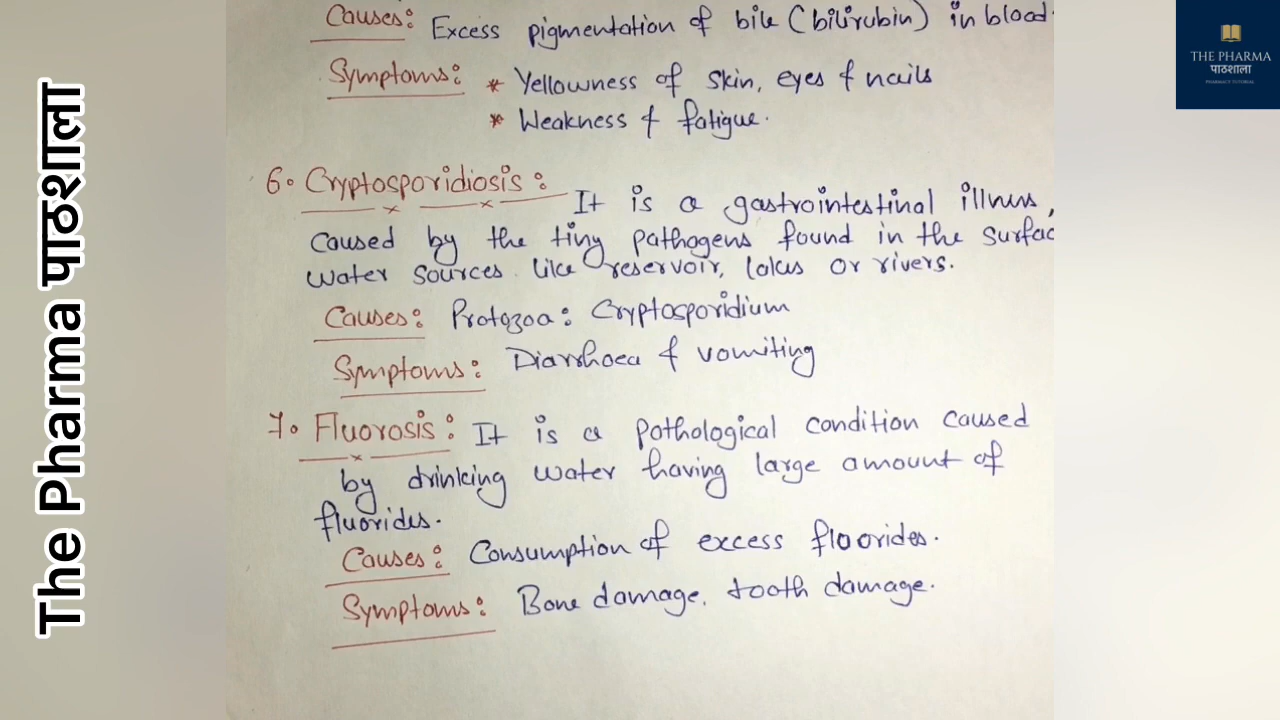 Causes: Excess pigmentation of bile (bilirubin) in blood.
Symptoms: * Yellowness of skin, eyes & nails
* Weakness & fatigue.
6. Cryptosporidiosis: It is a gastrointestinal illness,
caused by the tiny pathogens found in the surfac
water sources like reservoir, lakes or rivers.
Causes: Protozoa: Cryptosporidium
Symptoms: Diarrhoea & vomiting
7. Fluorosis: It is a pathological condition caused
by drinking water having large amount of
fluorides.
Causes: Consumption of excess floorides.
Symptoms: Bone damage, tooth damage.
The Pharma पाठशाला
THE PHARMA
पाठशाला
PHARMACY TUTORIAL